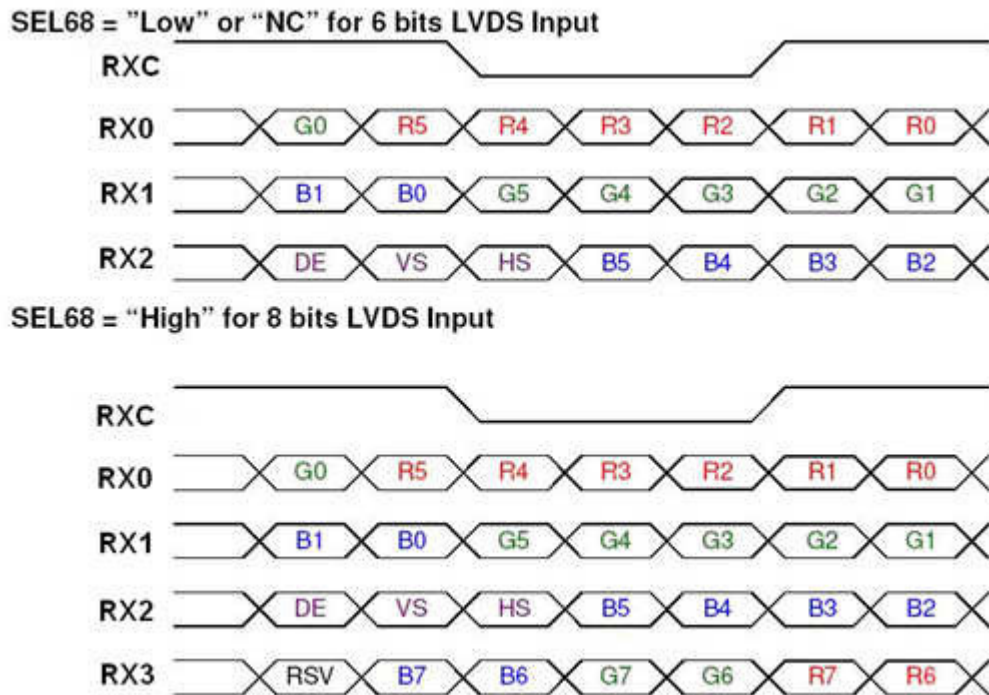 SEL68 = ”Low” or “NC” for 6 bits LVDS Input
RXC
RX0 G0 R5 R4 R3 R2 R1 R0
RX1 B1 B0 G5 G4 G3 G2 G1
RX2 DE VS HS B5 B4 B3 B2
SEL68 = “High” for 8 bits LVDS Input
RXC
RX0 G0 R5 R4 R3 R2 R1 R0
RX1 B1 B0 G5 G4 G3 G2 G1
RX2 DE VS HS B5 B4 B3 B2
RX3 RSV B7 B6 G7 G6 R7 R6